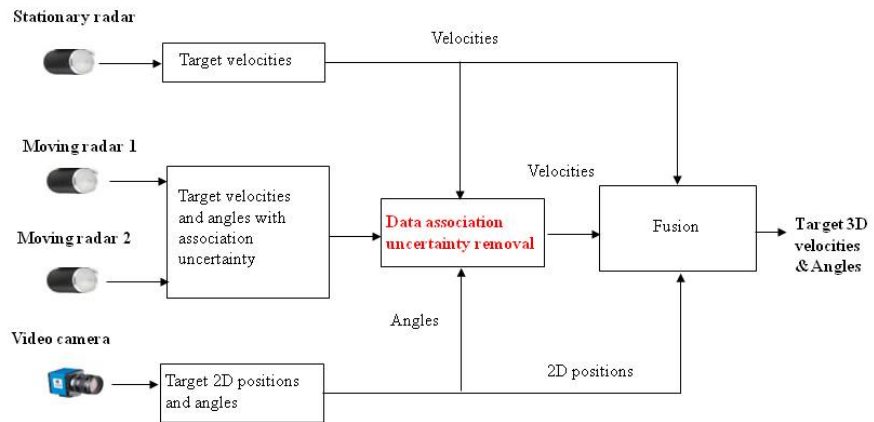 Stationary radar
Velocities
Target velocities
Moving radar 1
Velocities
Target velocities
and angles with
association
uncertainty
Data association
uncertainty removal
Fusion
Target 3D
velocities
& Angles
Moving radar 2
Angles
Video camera
2D positions
Target 2D positions
and angles